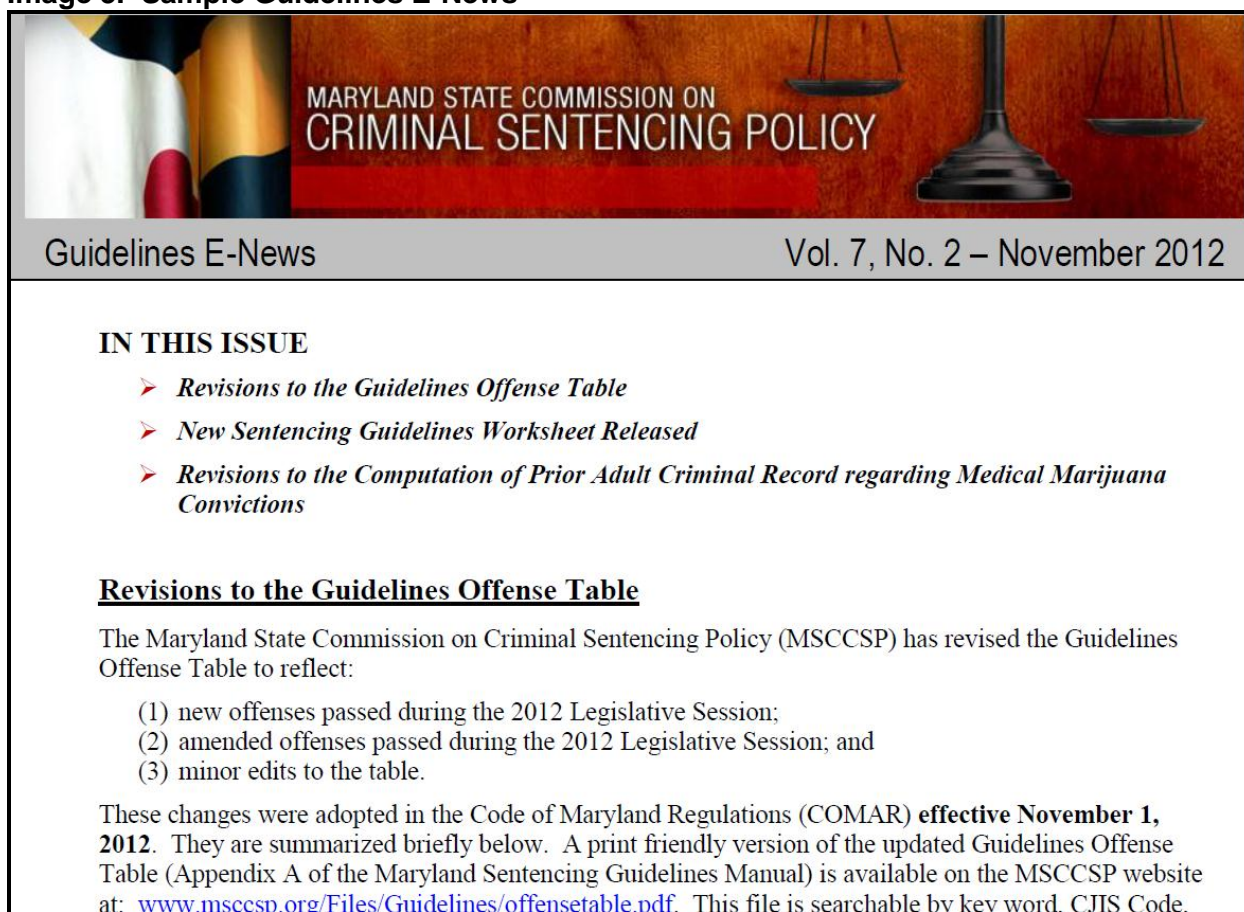 Image 3. Sample Guidelines E-News
MARYLAND STATE COMMISSION ON
CRIMINAL SENTENCING POLICY
Guidelines E-News Vol. 7, No. 2 – November 2012
IN THIS ISSUE
➢ Revisions to the Guidelines Offense Table
➢ New Sentencing Guidelines Worksheet Released
➢ Revisions to the Computation of Prior Adult Criminal Record regarding Medical Marijuana
Convictions
Revisions to the Guidelines Offense Table
The Maryland State Commission on Criminal Sentencing Policy (MSCCSP) has revised the Guidelines
Offense Table to reflect:
(1) new offenses passed during the 2012 Legislative Session;
(2) amended offenses passed during the 2012 Legislative Session; and
(3) minor edits to the table.
These changes were adopted in the Code of Maryland Regulations (COMAR) effective November 1,
2012. They are summarized briefly below. A print friendly version of the updated Guidelines Offense
Table (Appendix A of the Maryland Sentencing Guidelines Manual) is available on the MSCCSP website
at: www.msccsp.org/Files/Guidelines/offensetable.pdf. This file is searchable by key word, CJIS Code,